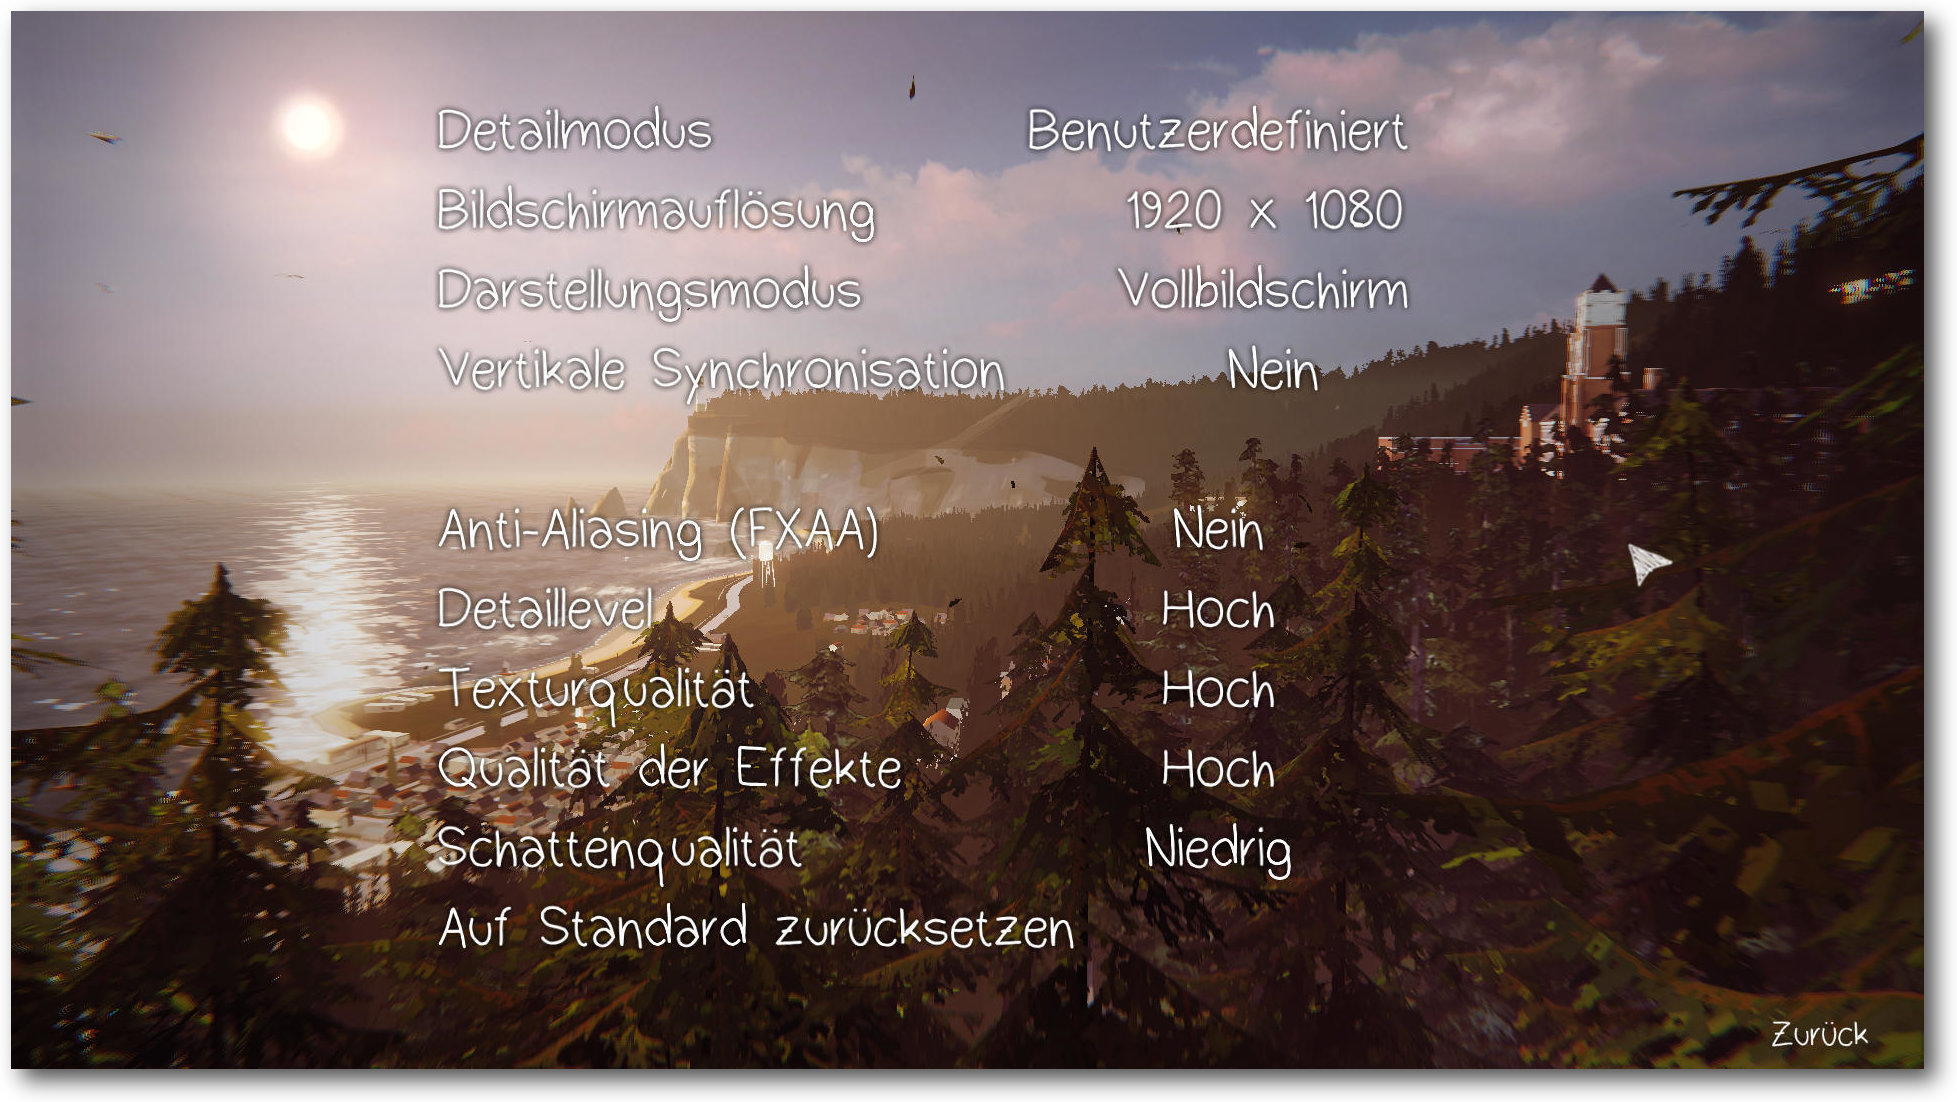 Detailmodus Benutzerdefiniert
Bildschirmauflösung 1920 x 1080
Darstellungsmodus Vollbildschirm
Vertikale Synchronisation Nein
Anti-Aliasing (FXAA) Nein
Detaillevel Hoch
Texturqualität Hoch
Qualität der Effekte Hoch
Schattenqualität Niedrig
Auf Standard zurücksetzen
Zurück